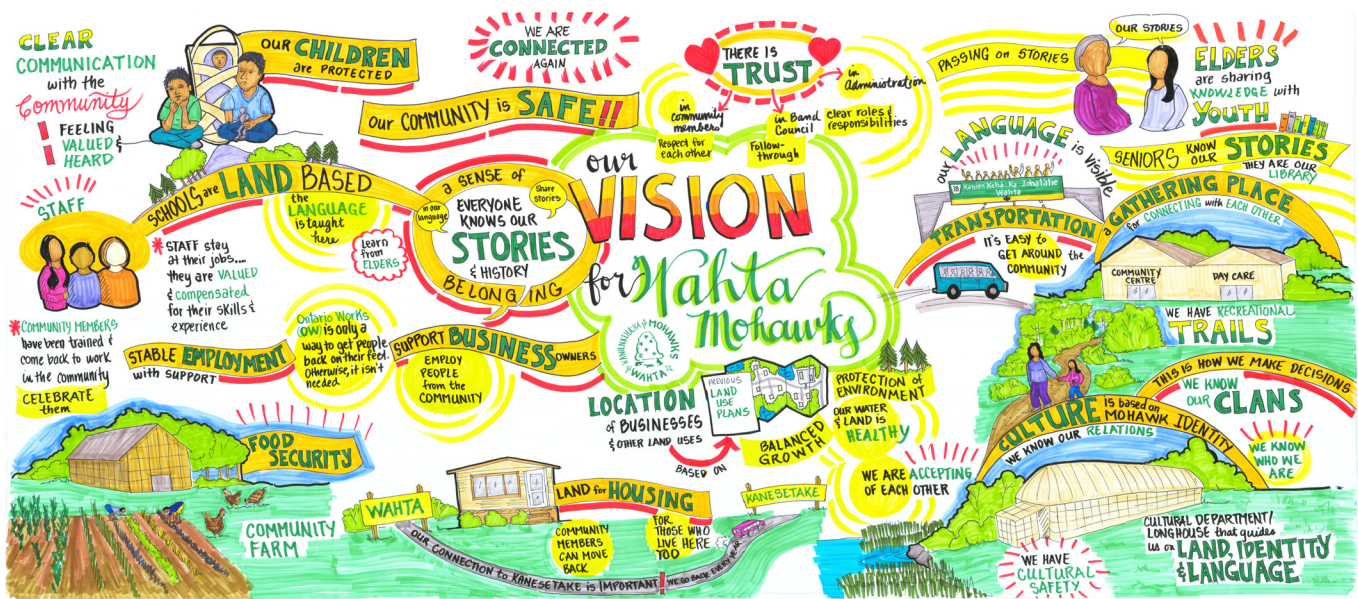 CLEAR
COMMUNICATION
with the
Community
FEELING
VALUED
&
HEARD
OUR CHILDREN
are PROTECTED
WE ARE
CONNECTED
AGAIN
OUR COMMUNITY is SAFE!!
THERE IS
TRUST
in
community
members
Respect for
each other
in Band
Council
Follow-
through
in
Administration
clear roles &
responsibilities
PASSING on STORIES
OUR STORIES
ELDERS
are sharing
KNOWLEDGE with
YOUTH
SENIORS KNOW
OUR STORIES
THEY ARE OUR
LIBRARY
OUR LANGUAGE is visible
38
Wahta
TRANSPORTATION
IT'S EASY to
GET AROUND the
COMMUNITY
a GATHERING PLACE
for CONNECTING with EACH OTHER
COMMUNITY
CENTRE
DAY CARE
WE HAVE RECREATIONAL
TRAILS
STAFF
* STAFF stay
at their jobs....
they are VALUED
& compensated
for their skills &
experience
* COMMUNITY MEMBERS
have been trained &
come back to work
in the community
CELEBRATE
them
SCHOOLS are LAND BASED
the
LANGUAGE
is taught
here
Learn
from
ELDERS
a SENSE of
in our
language
Share
stories
EVERYONE
KNOWS OUR
STORIES
& HISTORY
BELONGING
our
VISION
for Wahta
Mohawks
KANIENKEHAKA of MOHAWKS
WAHTA
STABLE EMPLOYMENT
with SUPPORT
Ontario Works
(OW) is only a
way to get people
back on their feel.
Otherwise, it isn't
needed
SUPPORT BUSINESS OWNERS
EMPLOY
PEOPLE
from the
COMMUNITY
LOCATION
of BUSINESSES
& OTHER LAND USES
PREVIOUS
LAND
USE
PLANS
BASED ON
BALANCED
GROWTH
PROTECTION OF
ENVIRONMENT
OUR WATER
& LAND is
HEALTHY
WE ARE ACCEPTING
OF EACH OTHER
THIS IS HOW WE MAKE DECISIONS
WE KNOW
OUR CLANS
CULTURE IS based on
MOHAWK IDENTITY
WE KNOW OUR RELATIONS
WE KNOW
WHO WE
ARE
FOOD
SECURITY
COMMUNITY
FARM
WAHTA
LAND for HOUSING
COMMUNITY
MEMBERS
CAN MOVE
BACK
FOR
THOSE WHO
LIVE HERE
TOO
KANESETAKE
OUR CONNECTION to KANESETAKE is IMPORTANT! WE GO BACK EVERY YEAR
WE HAVE
CULTURAL
SAFETY
CULTURAL DEPARTMENT/
LONGHOUSE that guides
us on LAND, IDENTITY
& LANGUAGE